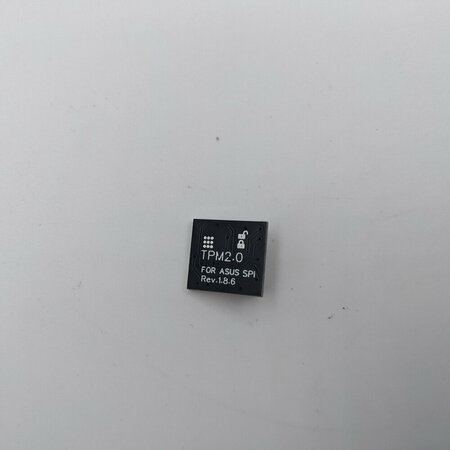 TPM2.0
FOR ASUS SPI
Rev.1.8.6